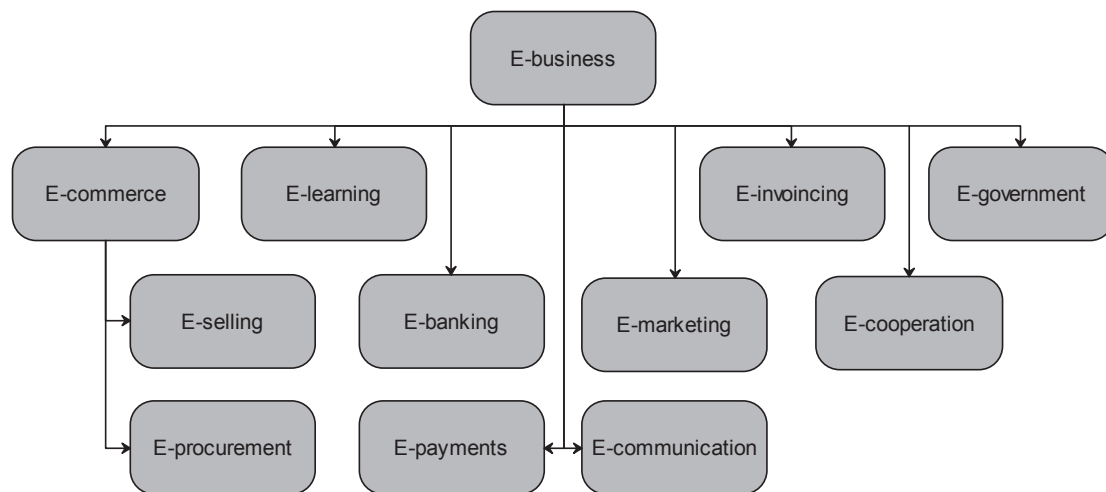 E-business
E-commerce
E-learning
E-invoincing
E-government
E-selling
E-banking
E-marketing
E-cooperation
E-procurement
E-payments
E-communication